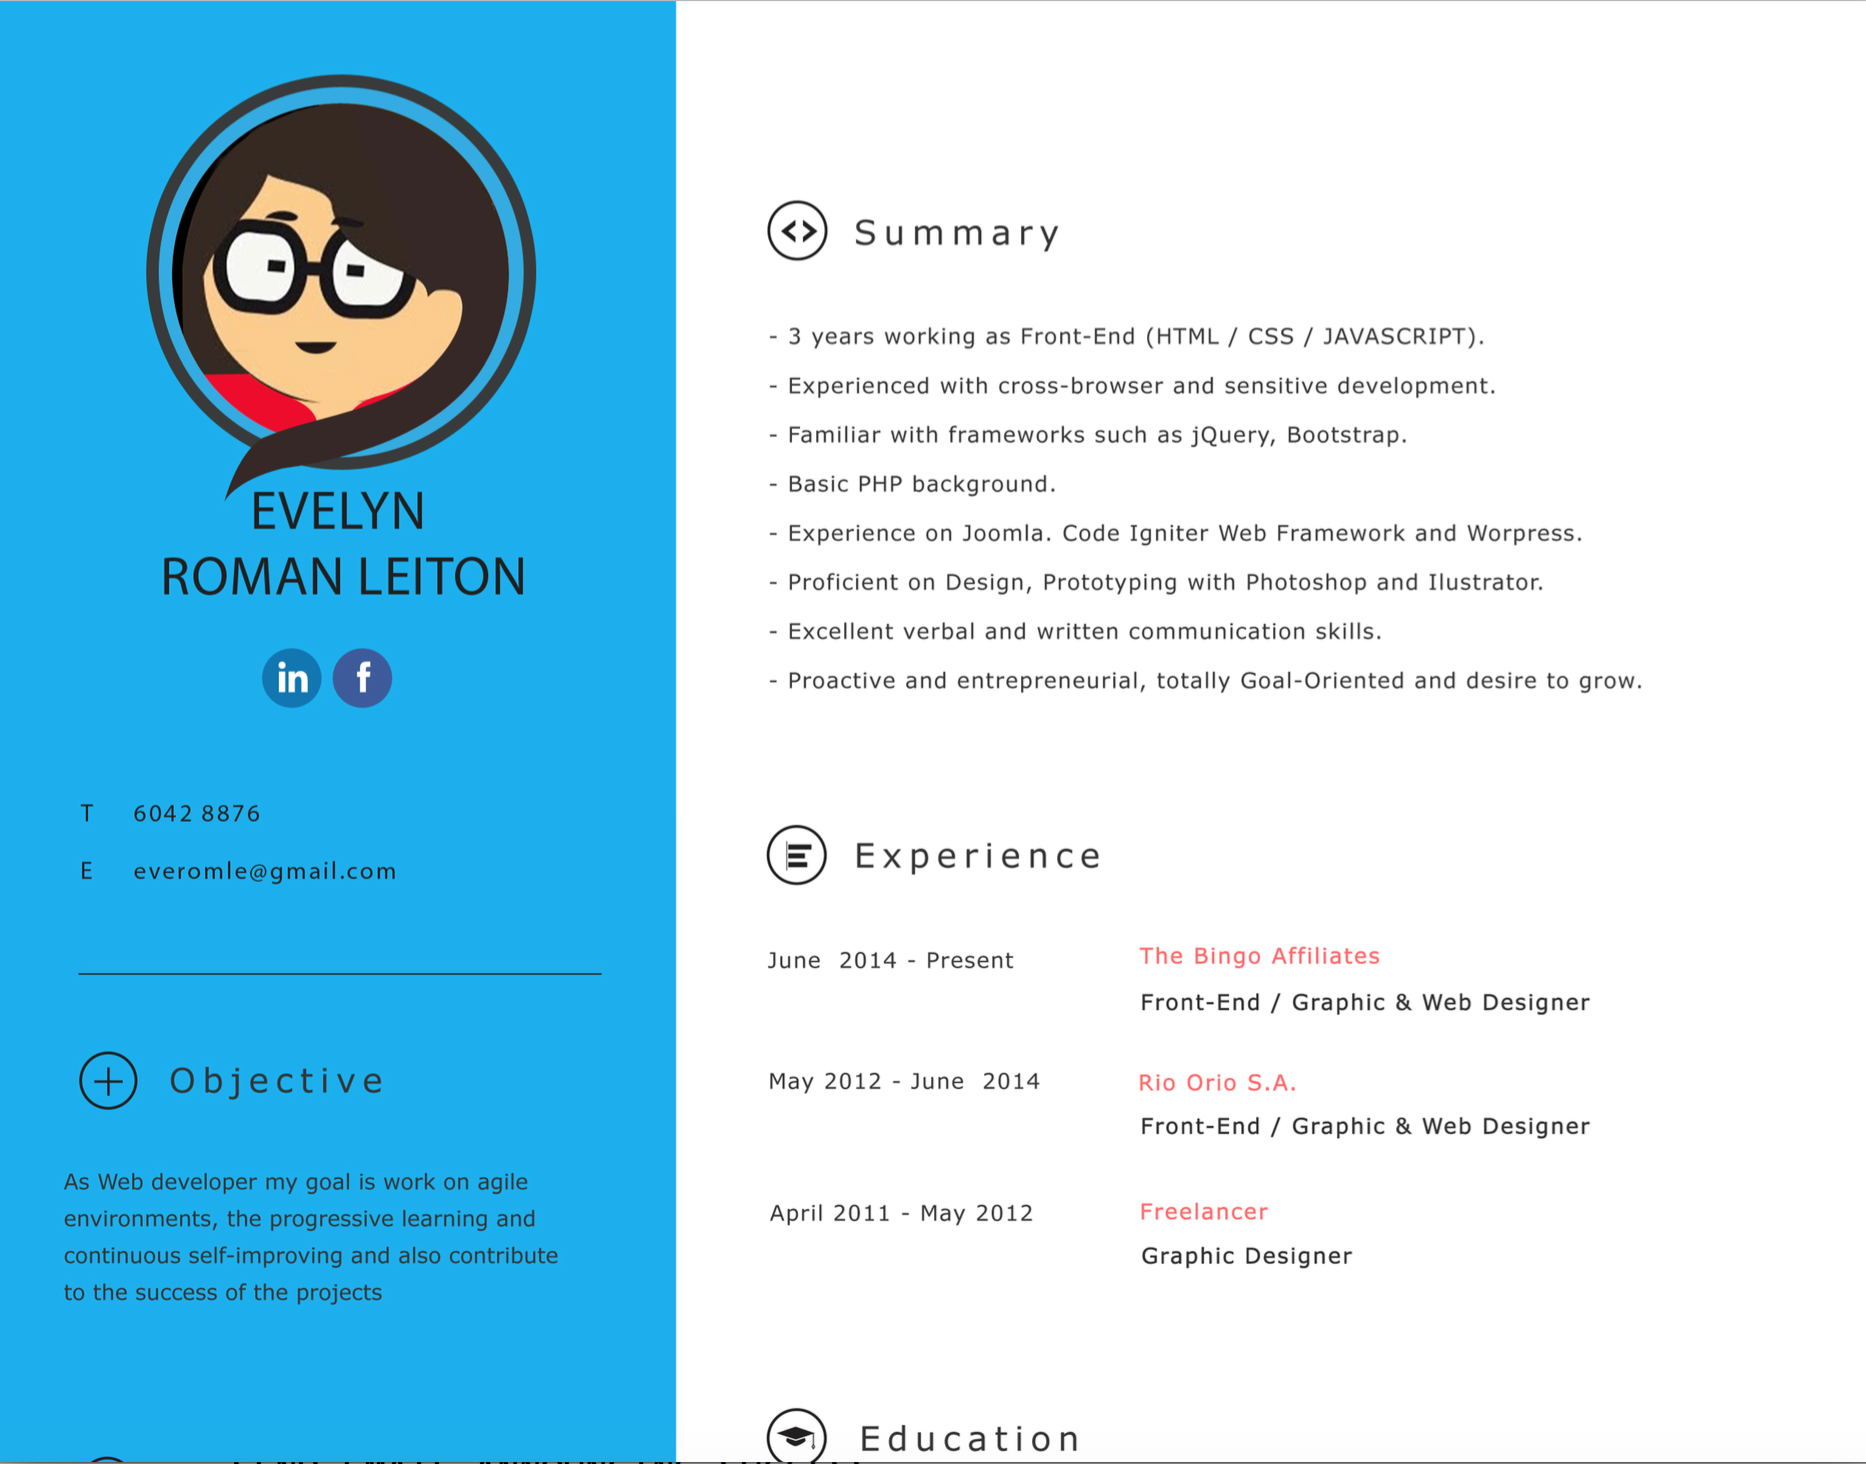 EVELYN
ROMAN LEITON
in f
T 6042 8876
E everomle@gmail.com
Objective
As Web developer my goal is work on agile
environments, the progressive learning and
continuous self-improving and also contribute
to the success of the projects
Summary
- 3 years working as Front-End (HTML / CSS / JAVASCRIPT).
- Experienced with cross-browser and sensitive development.
- Familiar with frameworks such as jQuery, Bootstrap.
- Basic PHP background.
- Experience on Joomla. Code Igniter Web Framework and Worpress.
- Proficient on Design, Prototyping with Photoshop and Ilustrator.
- Excellent verbal and written communication skills.
- Proactive and entrepreneurial, totally Goal-Oriented and desire to grow.
Experience
June 2014 - Present The Bingo Affiliates
Front-End / Graphic & Web Designer
May 2012 - June 2014 Rio Orio S.A.
Front-End / Graphic & Web Designer
April 2011 - May 2012 Freelancer
Graphic Designer
Education